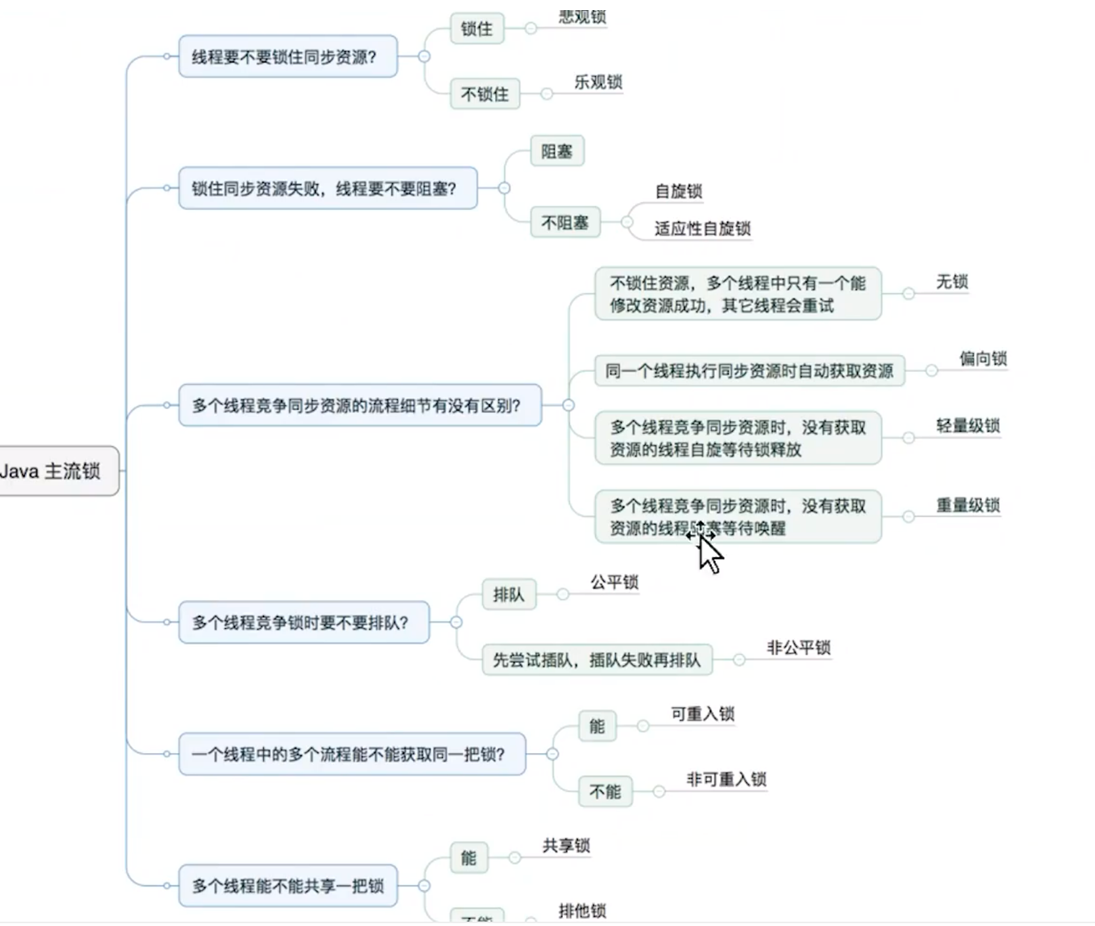 Java 主流锁
线程要不要锁住同步资源?
锁住
悲观锁
不锁住
乐观锁
锁住同步资源失败，线程要不要阻塞?
阻塞
不阻塞
自旋锁
适应性自旋锁
多个线程竞争同步资源的流程细节有没有区别?
不锁住资源，多个线程中只有一个能
修改资源成功，其它线程会重试
无锁
同一个线程执行同步资源时自动获取资源
偏向锁
多个线程竞争同步资源时，没有获取
资源的线程自旋等待锁释放
轻量级锁
多个线程竞争同步资源时，没有获取
资源的线程阻塞等待唤醒
重量级锁
多个线程竞争锁时要不要排队?
排队
公平锁
先尝试插队，插队失败再排队
非公平锁
一个线程中的多个流程能不能获取同一把锁?
能
可重入锁
不能
非可重入锁
多个线程能不能共享一把锁
能
共享锁
不能
排他锁